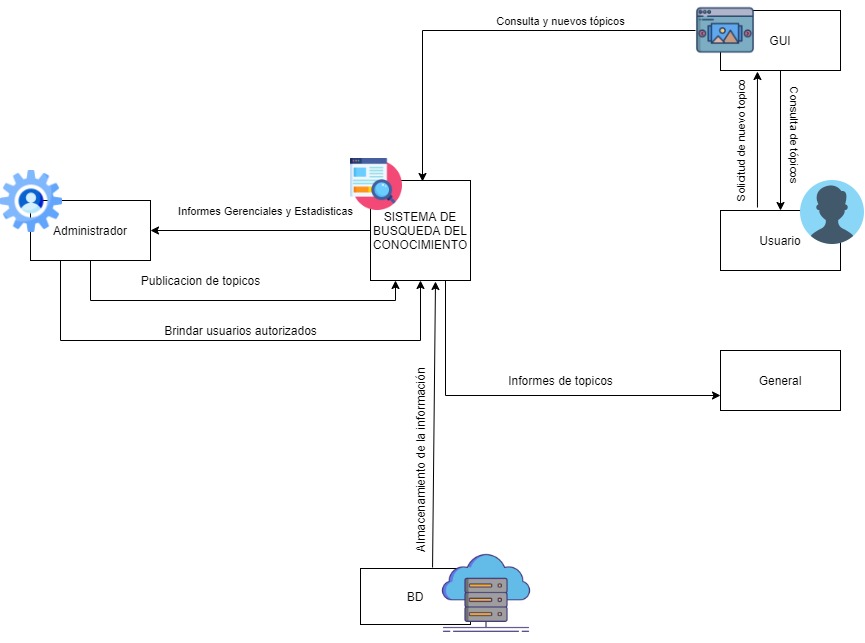 Consulta y nuevos tópicos
GUI
Solicitud de nuevo topico
Consulta de tópicos
Usuario
SISTEMA DE
BUSQUEDA DEL
CONOCIMIENTO
Informes Gerenciales y Estadisticas
Administrador
Publicacion de topicos
Brindar usuarios autorizados
Informes de topicos
General
Almacenamiento de la información
BD